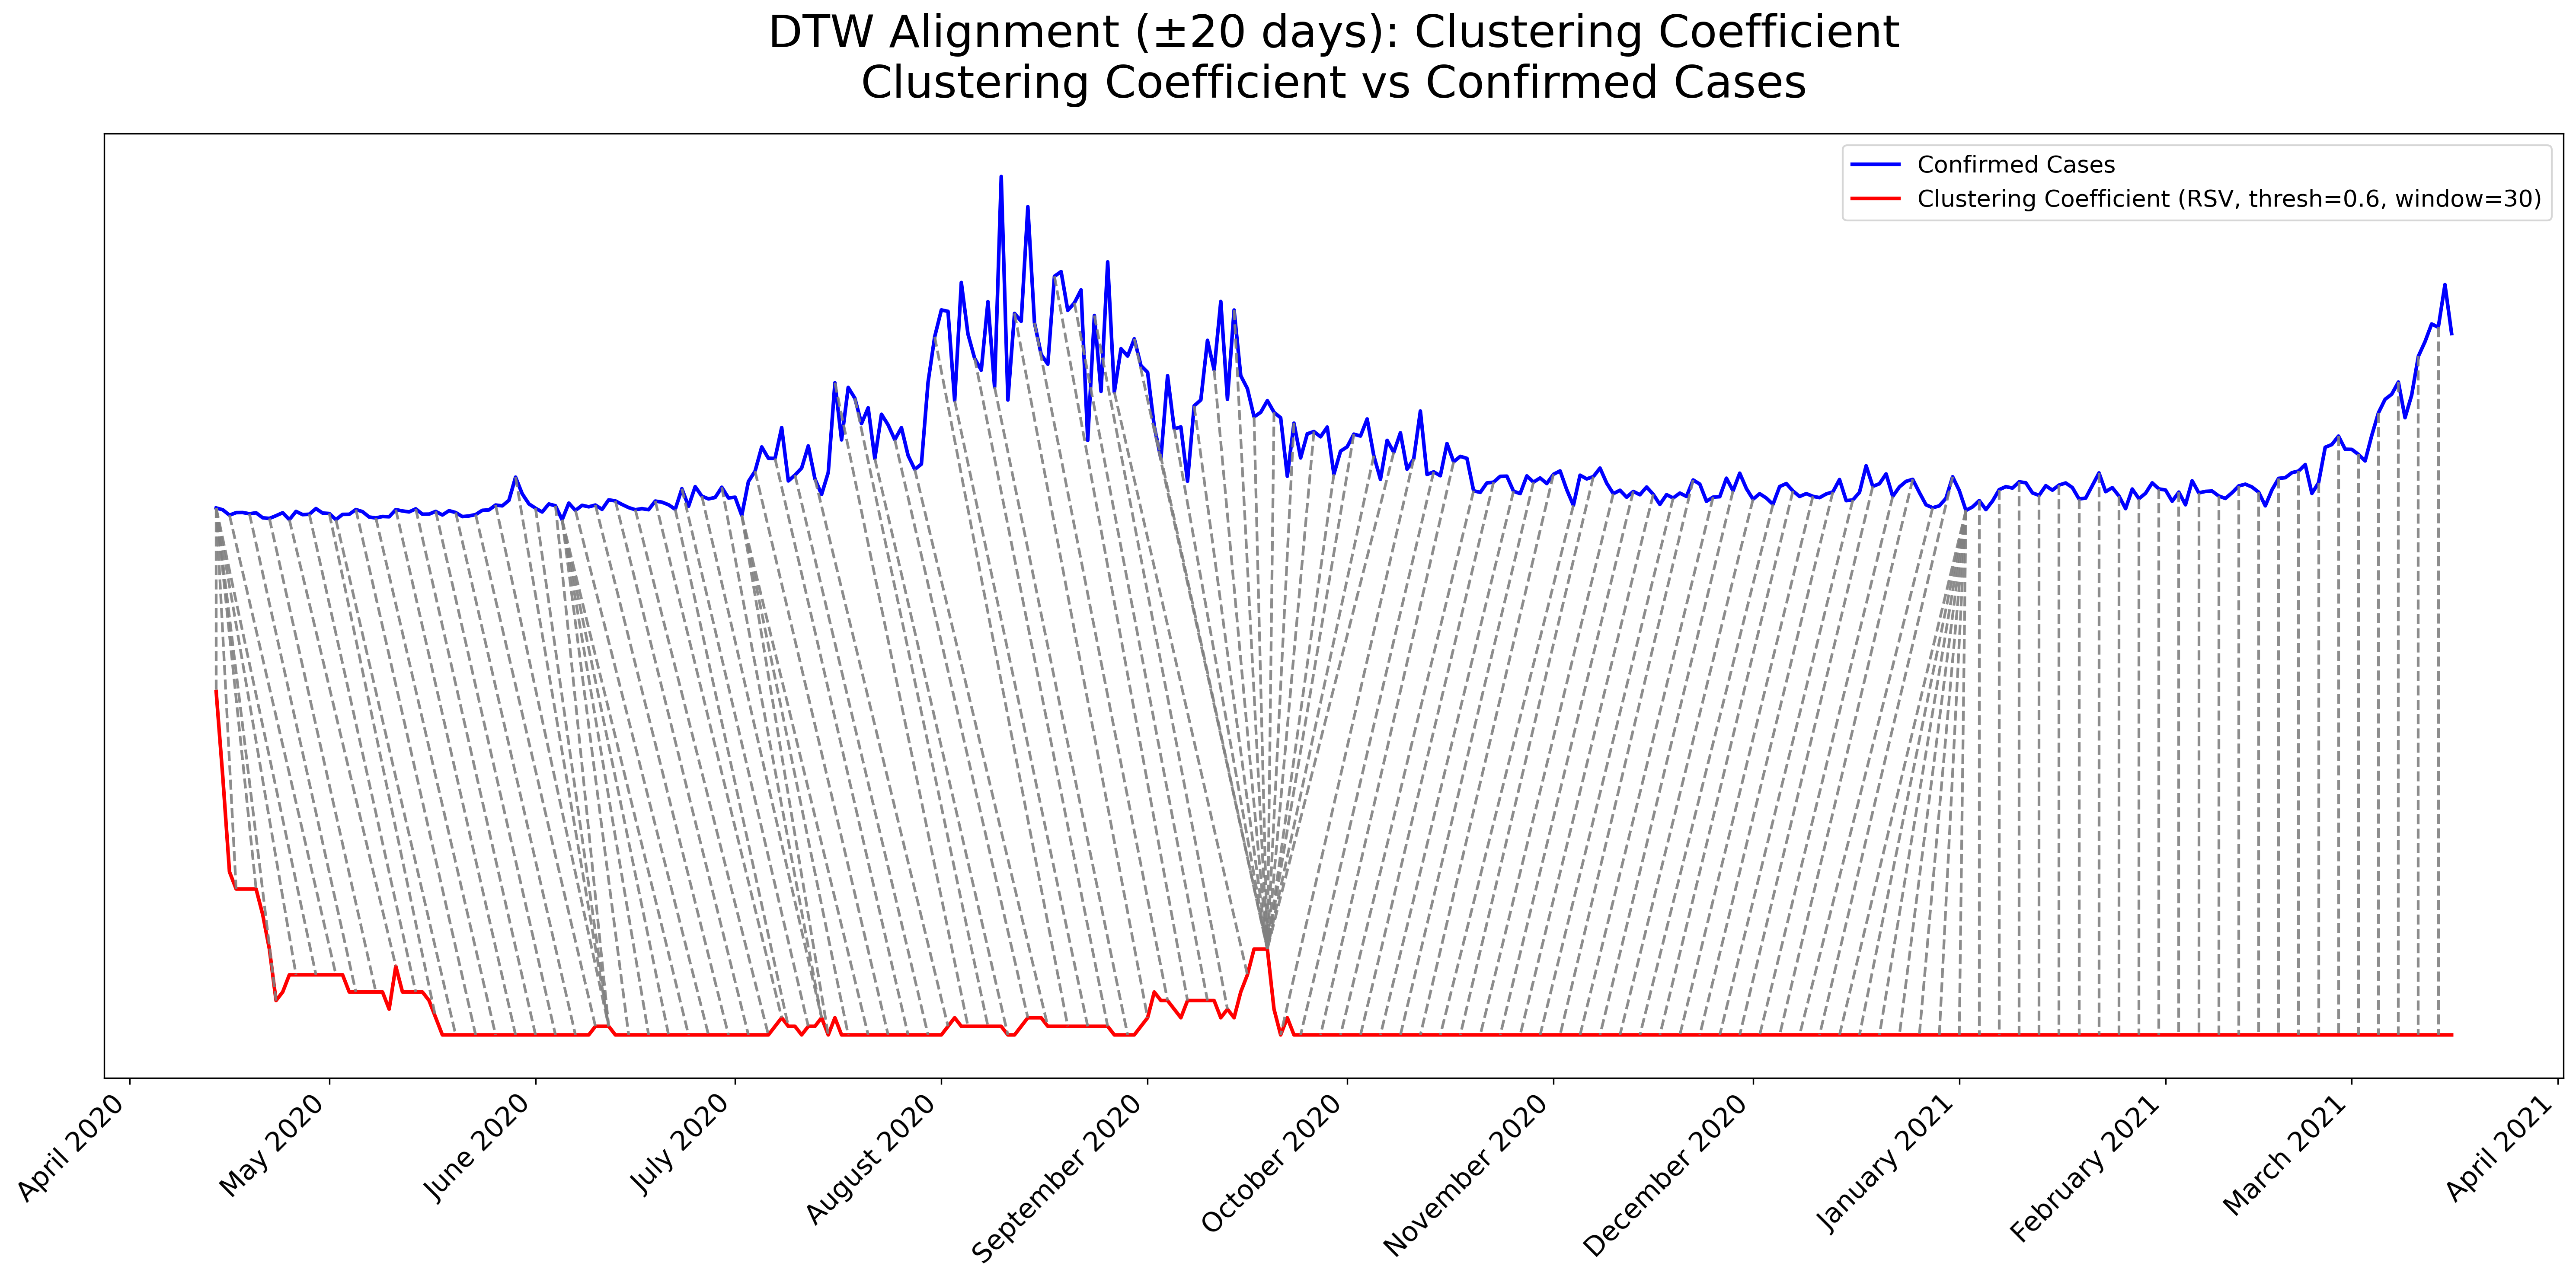 DTW Alignment (±20 days): Clustering Coefficient
Clustering Coefficient vs Confirmed Cases
Confirmed Cases
Clustering Coefficient (RSV, thresh=0.6, window=30)
April 2020
May 2020
June 2020
July 2020
August 2020
September 2020
October 2020
November 2020
December 2020
January 2021
February 2021
March 2021
April 2021